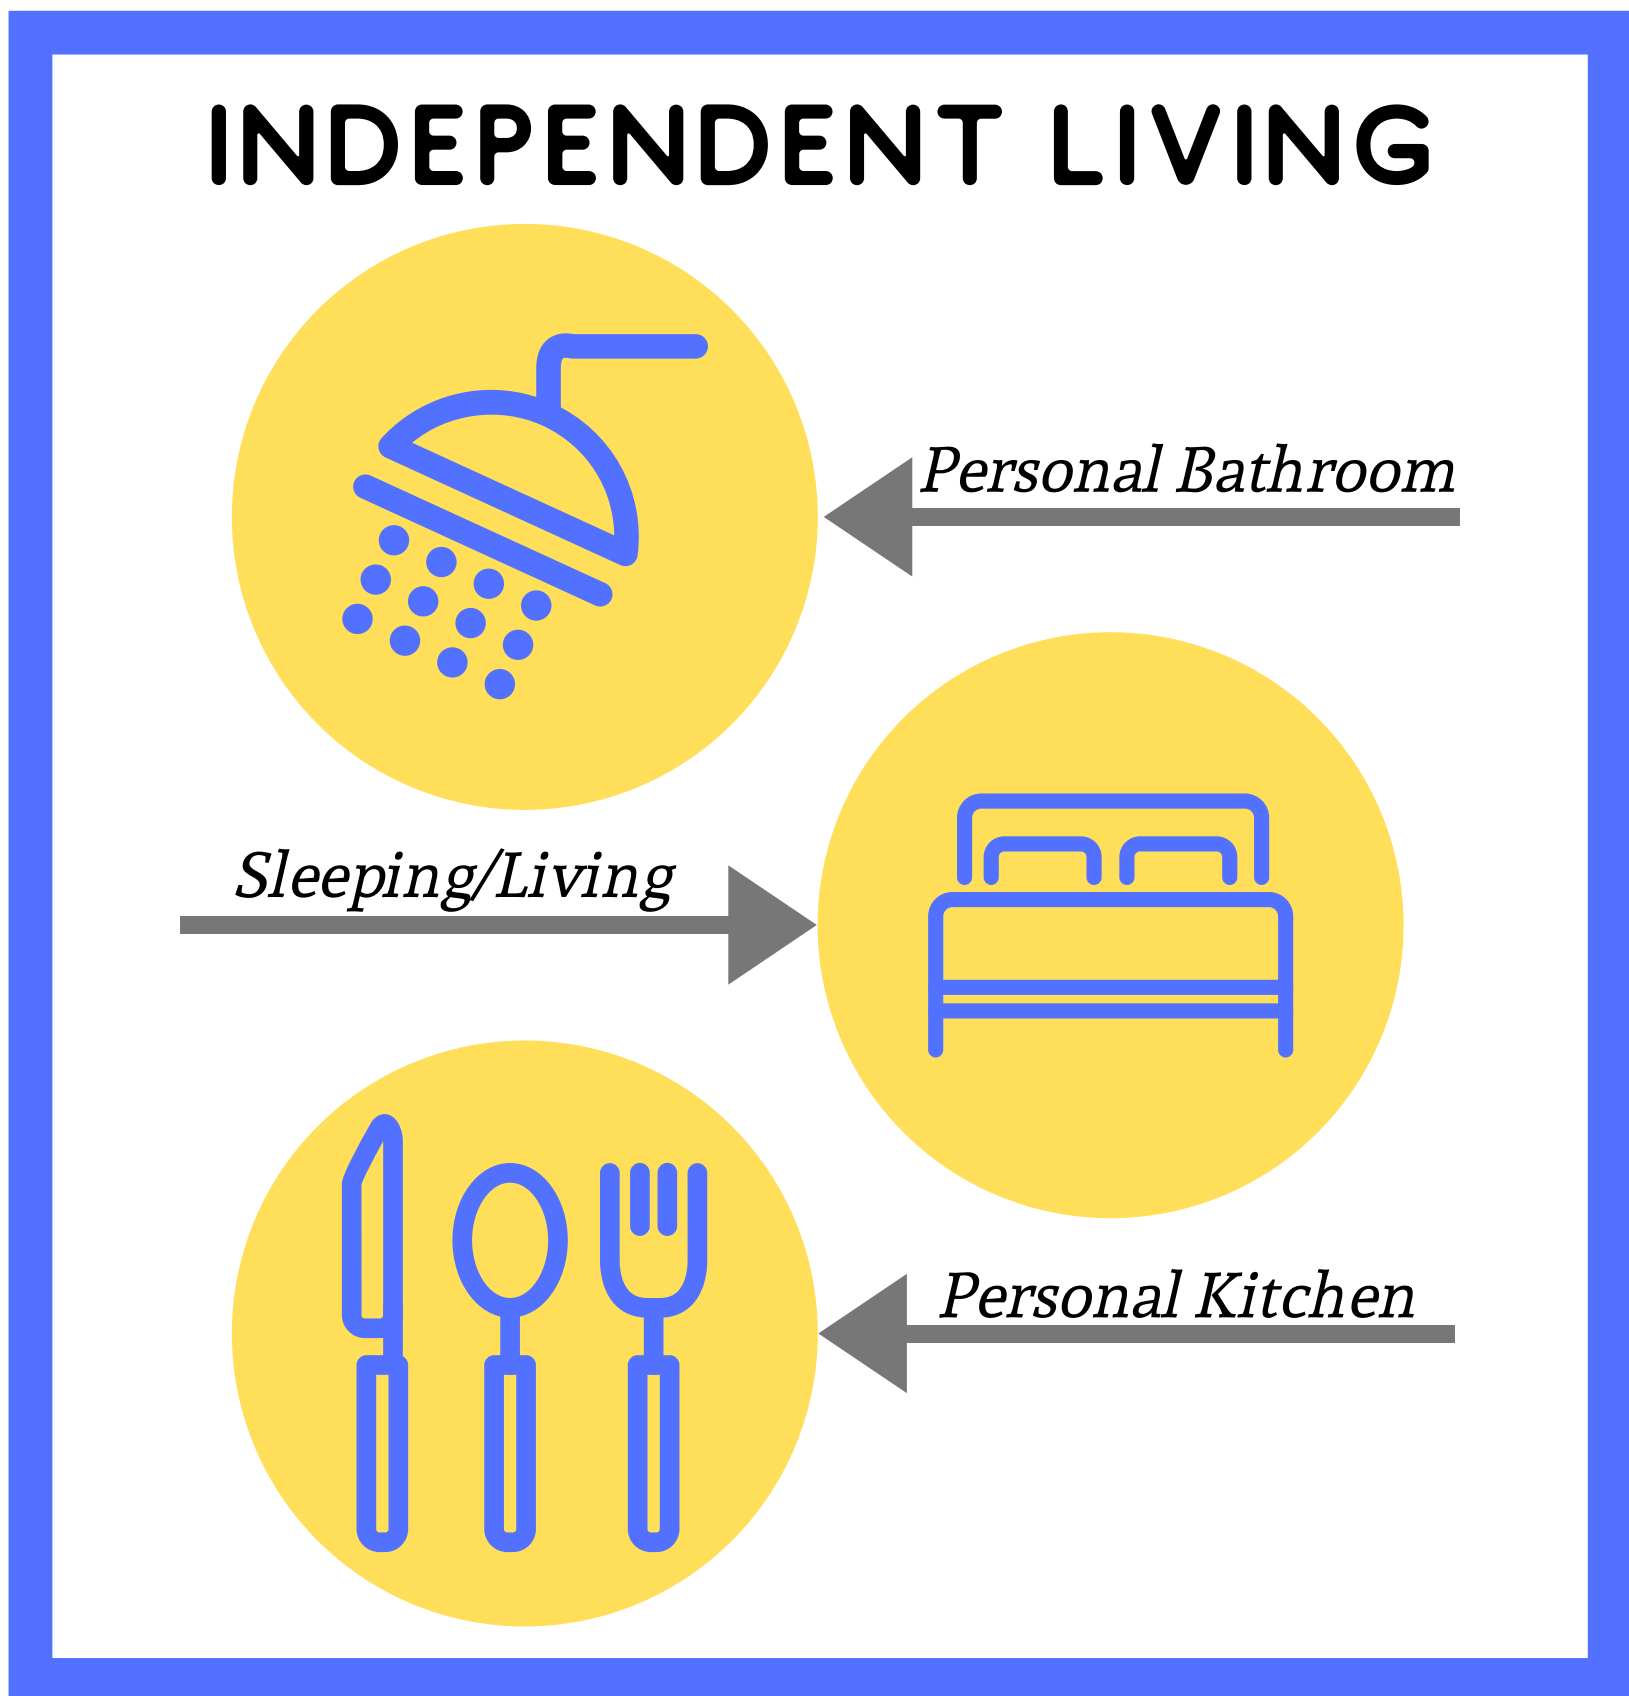 INDEPENDENT LIVING
Personal Bathroom
Sleeping/Living
Personal Kitchen